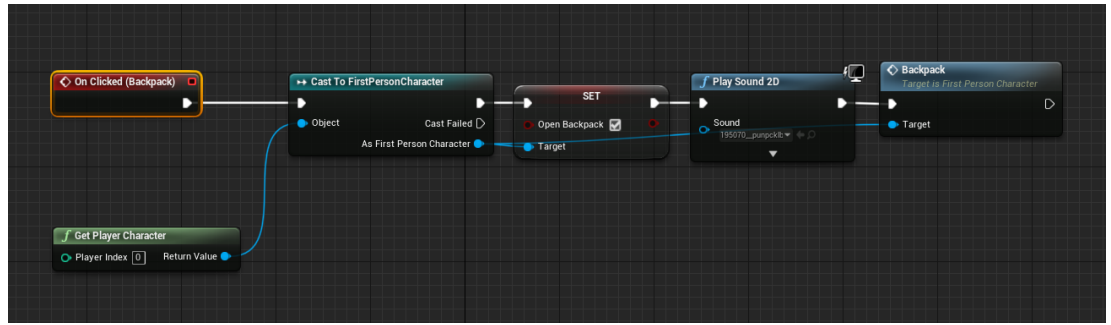 On Clicked (Backpack)
Cast To FirstPersonCharacter
Object
Cast Failed
As First Person Character
SET
Open Backpack
Target
f Play Sound 2D
Sound
Backpack
Target is First Person Character
Target
f Get Player Character
Player Index 0
Return Value